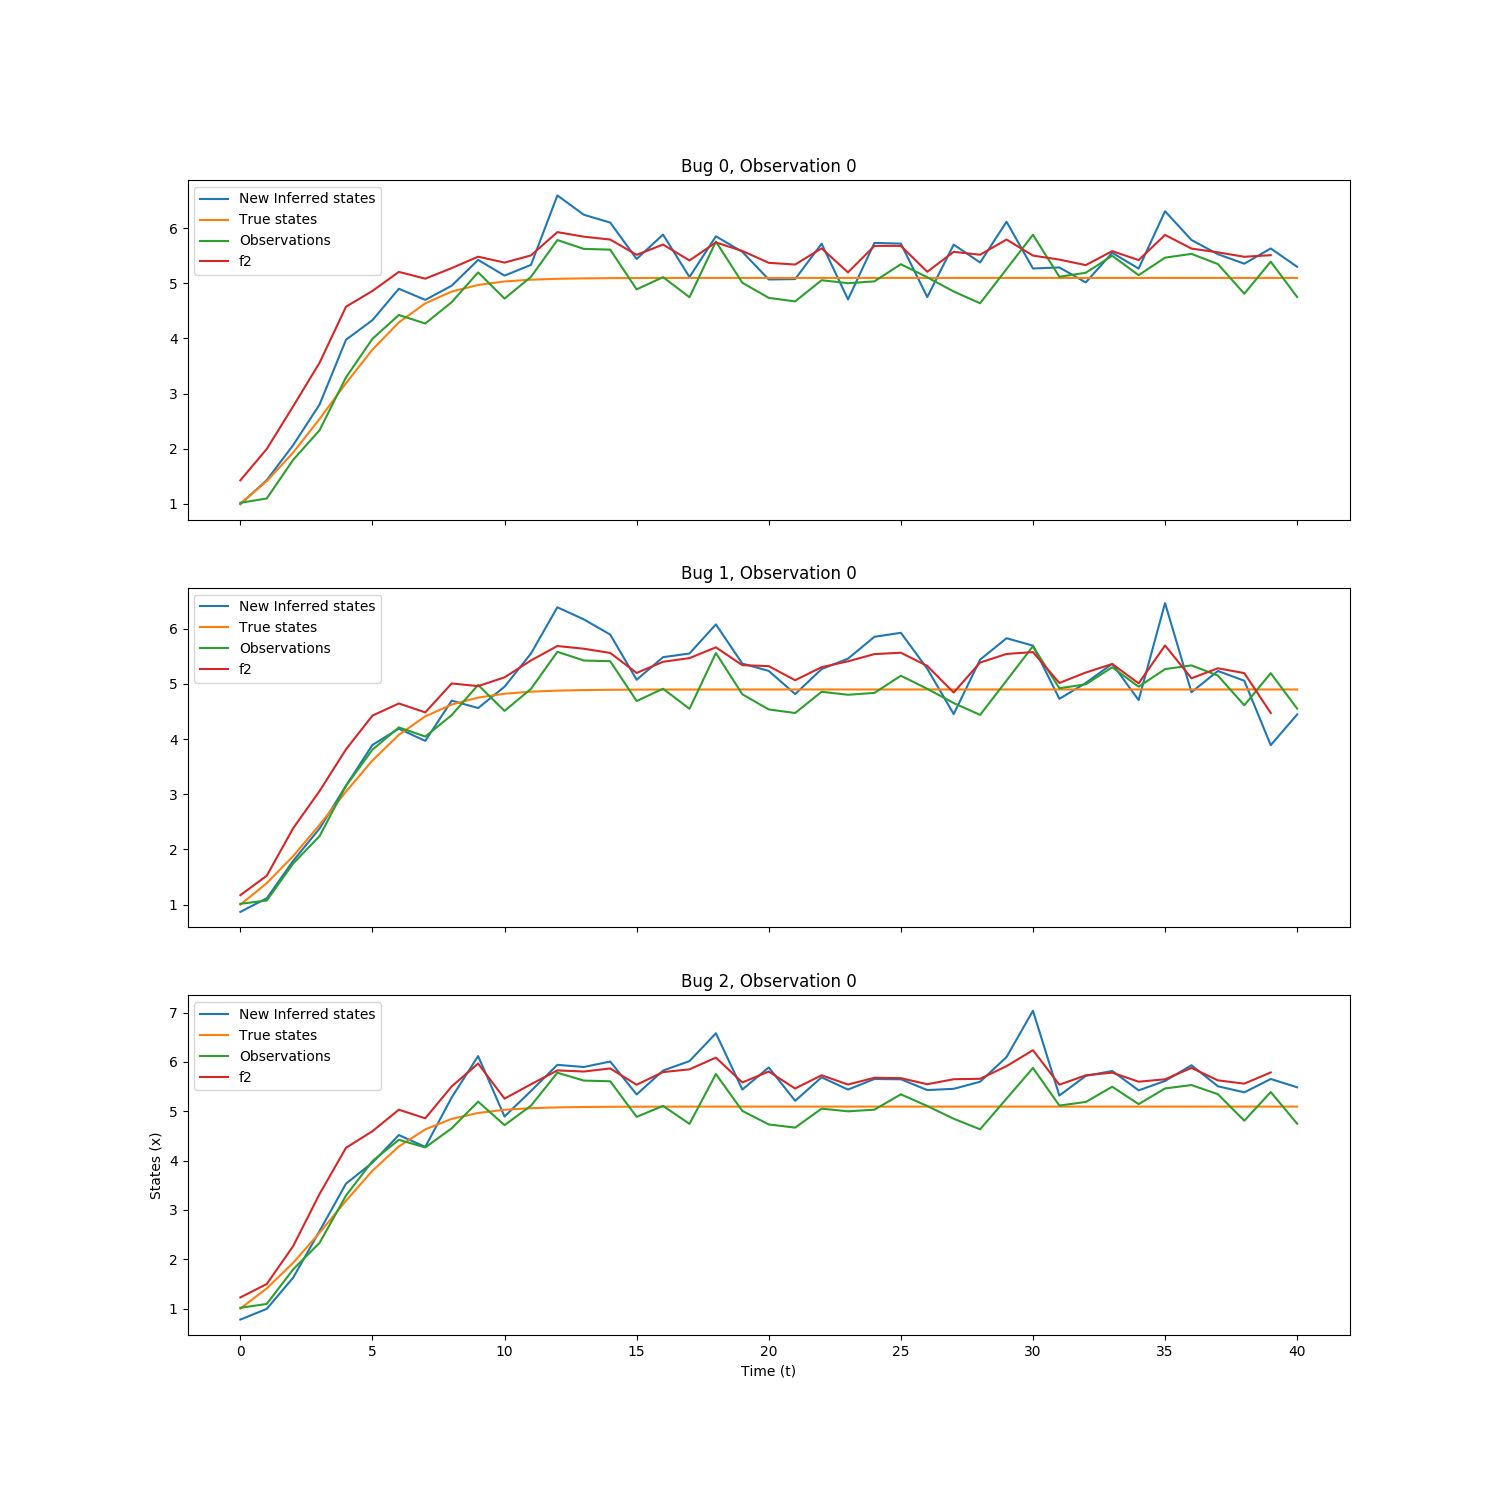 Bug 0, Observation 0
New Inferred states
True states
Observations
f2
6
5
4
3
2
1
Bug 1, Observation 0
New Inferred states
True states
Observations
f2
6
5
4
3
2
1
Bug 2, Observation 0
New Inferred states
True states
Observations
f2
7
6
5
4
3
2
1
States (x)
0 5 10 15 20 25 30 35 40
Time (t)